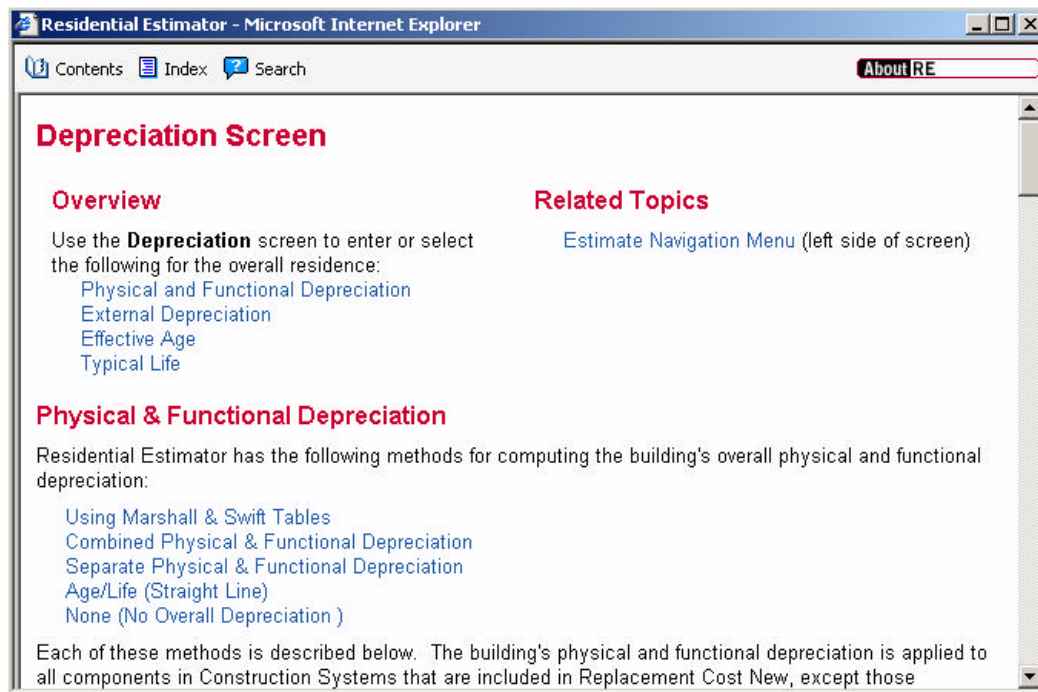 Residential Estimator - Microsoft Internet Explorer
Contents Index Search
About RE
Depreciation Screen
Overview
Use the Depreciation screen to enter or select
the following for the overall residence:
Physical and Functional Depreciation
External Depreciation
Effective Age
Typical Life
Related Topics
Estimate Navigation Menu (left side of screen)
Physical & Functional Depreciation
Residential Estimator has the following methods for computing the building's overall physical and functional
depreciation:
Using Marshall & Swift Tables
Combined Physical & Functional Depreciation
Separate Physical & Functional Depreciation
Age/Life (Straight Line)
None (No Overall Depreciation )
Each of these methods is described below. The building's physical and functional depreciation is applied to
all components in Construction Systems that are included in Replacement Cost New, except those